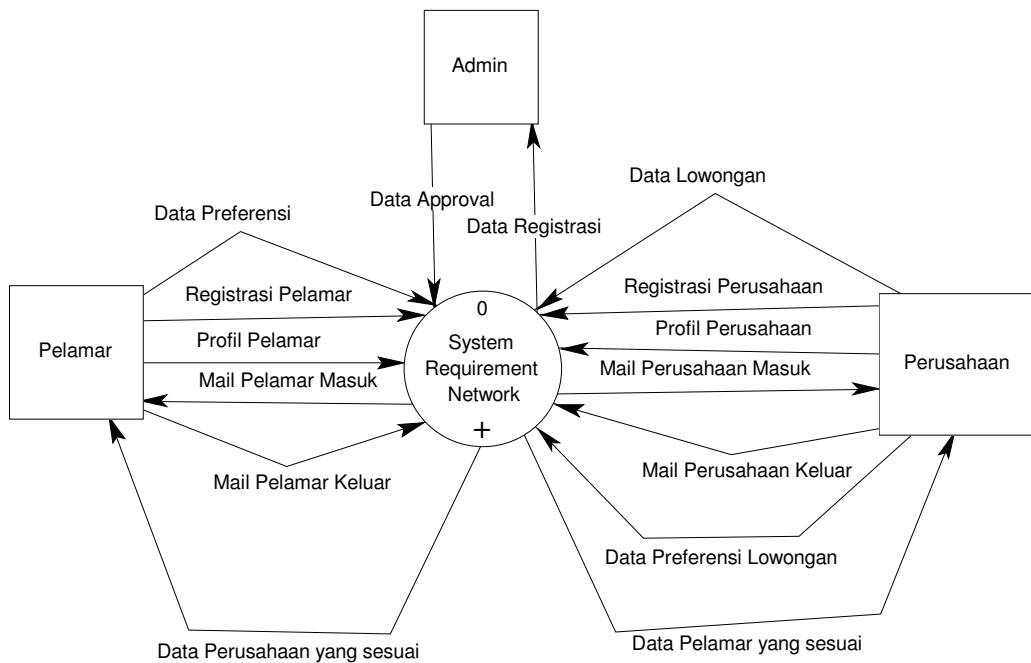 Admin
Data Lowongan
Data Approval
Data Preferensi
Data Registrasi
Registrasi Pelamar
Registrasi Perusahaan
0
Profil Pelamar
Profil Perusahaan
Pelamar
System
Requirement
Network
Perusahaan
Mail Pelamar Masuk
Mail Perusahaan Masuk
+
Mail Pelamar Keluar
Mail Perusahaan Keluar
Data Preferensi Lowongan
Data Perusahaan yang sesuai
Data Pelamar yang sesuai